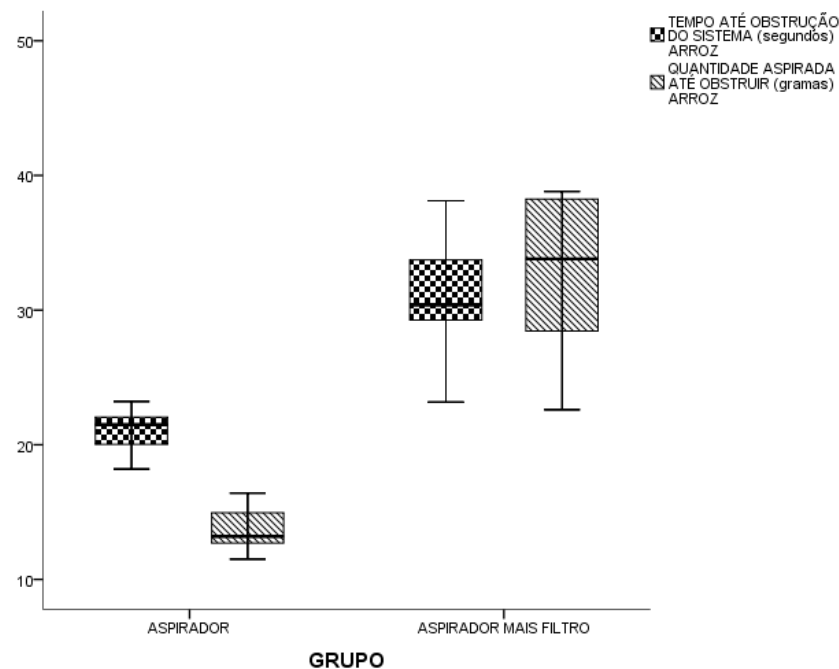 TEMPO ATÉ OBSTRUÇÃO
DO SISTEMA (segundos)
ARROZ
QUANTIDADE ASPIRADA
ATÉ OBSTRUIR (gramas)
ARROZ
50
40
30
20
10
ASPIRADOR
ASPIRADOR MAIS FILTRO
GRUPO